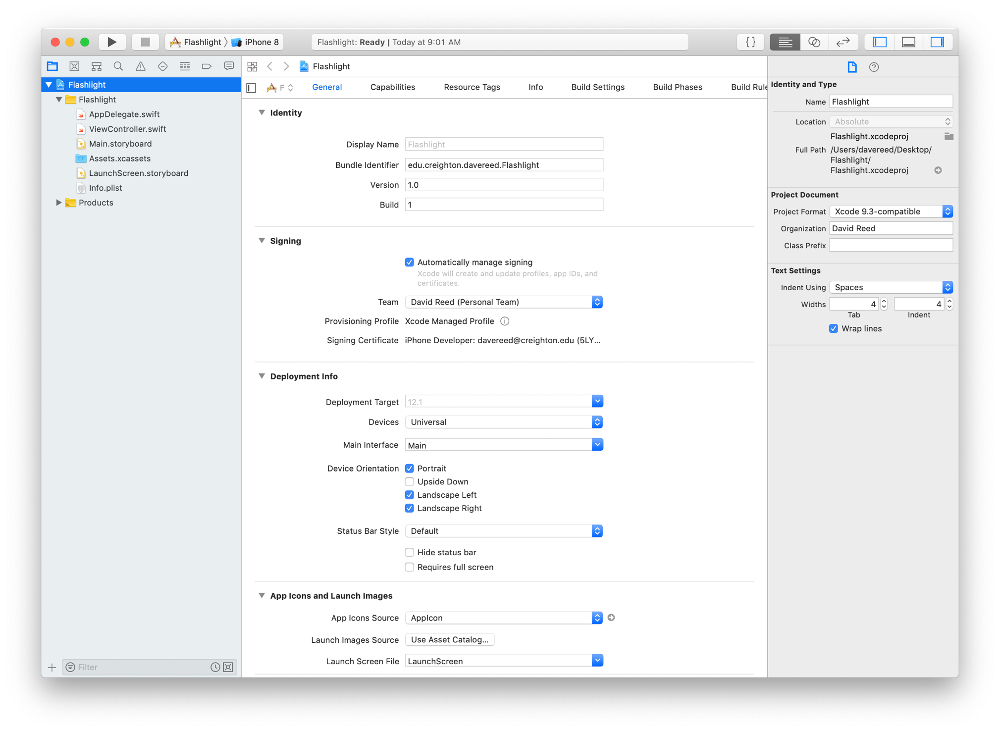 Flashlight
iPhone 8
Flashlight: Ready | Today at 9:01 AM
{ }
Flashlight
Flashlight
AppDelegate.swift
ViewController.swift
Main.storyboard
Assets.xcassets
LaunchScreen.storyboard
Info.plist
Products
Filter
Flashlight
F
General
Capabilities
Resource Tags
Info
Build Settings
Build Phases
Build Rule
Identity
Display Name Flashlight
Bundle Identifier edu.creighton.davereed.Flashlight
Version 1.0
Build 1
Signing
Automatically manage signing
Xcode will create and update profiles, app IDs, and
certificates.
Team David Reed (Personal Team)
Provisioning Profile Xcode Managed Profile
Signing Certificate iPhone Developer: davereed@creighton.edu (5LY...
Deployment Info
Deployment Target 12.1
Devices Universal
Main Interface Main
Device Orientation Portrait
Upside Down
Landscape Left
Landscape Right
Status Bar Style Default
Hide status bar
Requires full screen
App Icons and Launch Images
App Icons Source AppIcon
Launch Images Source Use Asset Catalog...
Launch Screen File LaunchScreen
Identity and Type
Name Flashlight
Location Absolute
Flashlight.xcodeproj
Full Path /Users/davereed/Desktop/
Flashlight/
Flashlight.xcodeproj
Project Document
Project Format Xcode 9.3-compatible
Organization David Reed
Class Prefix
Text Settings
Indent Using Spaces
Widths 4 4
Tab Indent
Wrap lines